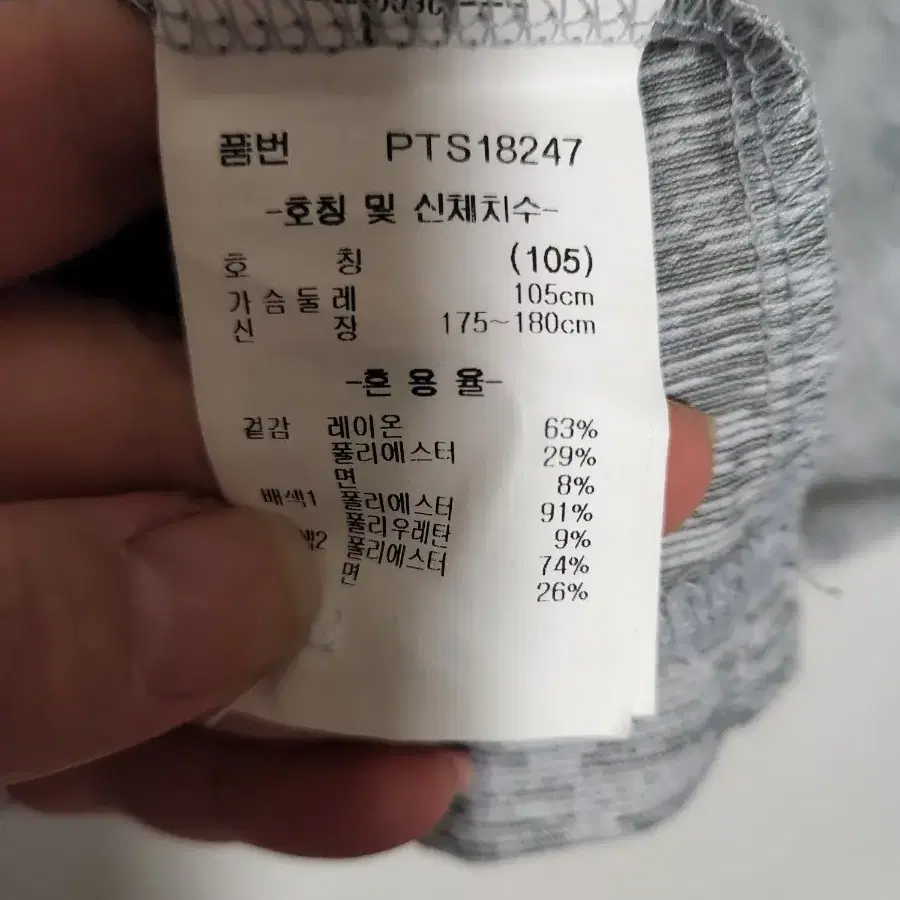 품번 PTS18247
-호칭 및 신체치수-
호 칭 (105)
가슴둘레 105cm
신 장 175~180cm
-혼 용 율-
겉감 레이온 63%
폴리에스터 29%
면 8%
배색1 폴리에스터 91%
폴리우레탄 9%
색2 폴리에스터 74%
면 26%